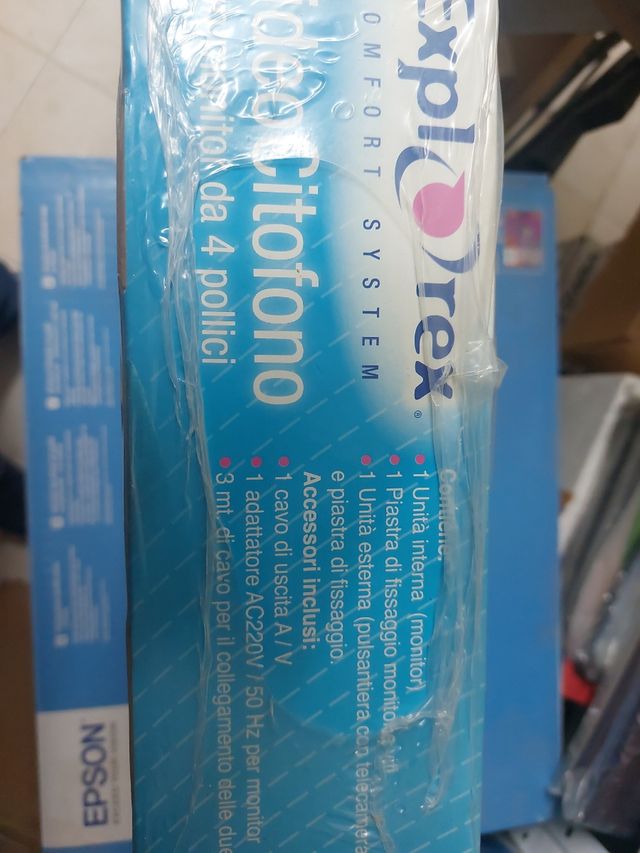 Explorex®
COMFORT SYSTEM
Citofono
da 4 pollici
Contiene:
1 Unità interna (monitor)
1 Piastra di fissaggio
1 Unità esterna (pulsantiera con telecamera
e piastra di fissaggio.
Accessori inclusi:
1 cavo di uscita A/V
1 adattatore AC220V / 50 Hz per monitor
3 mt. di cavo per il collegamento delle due
EPSON